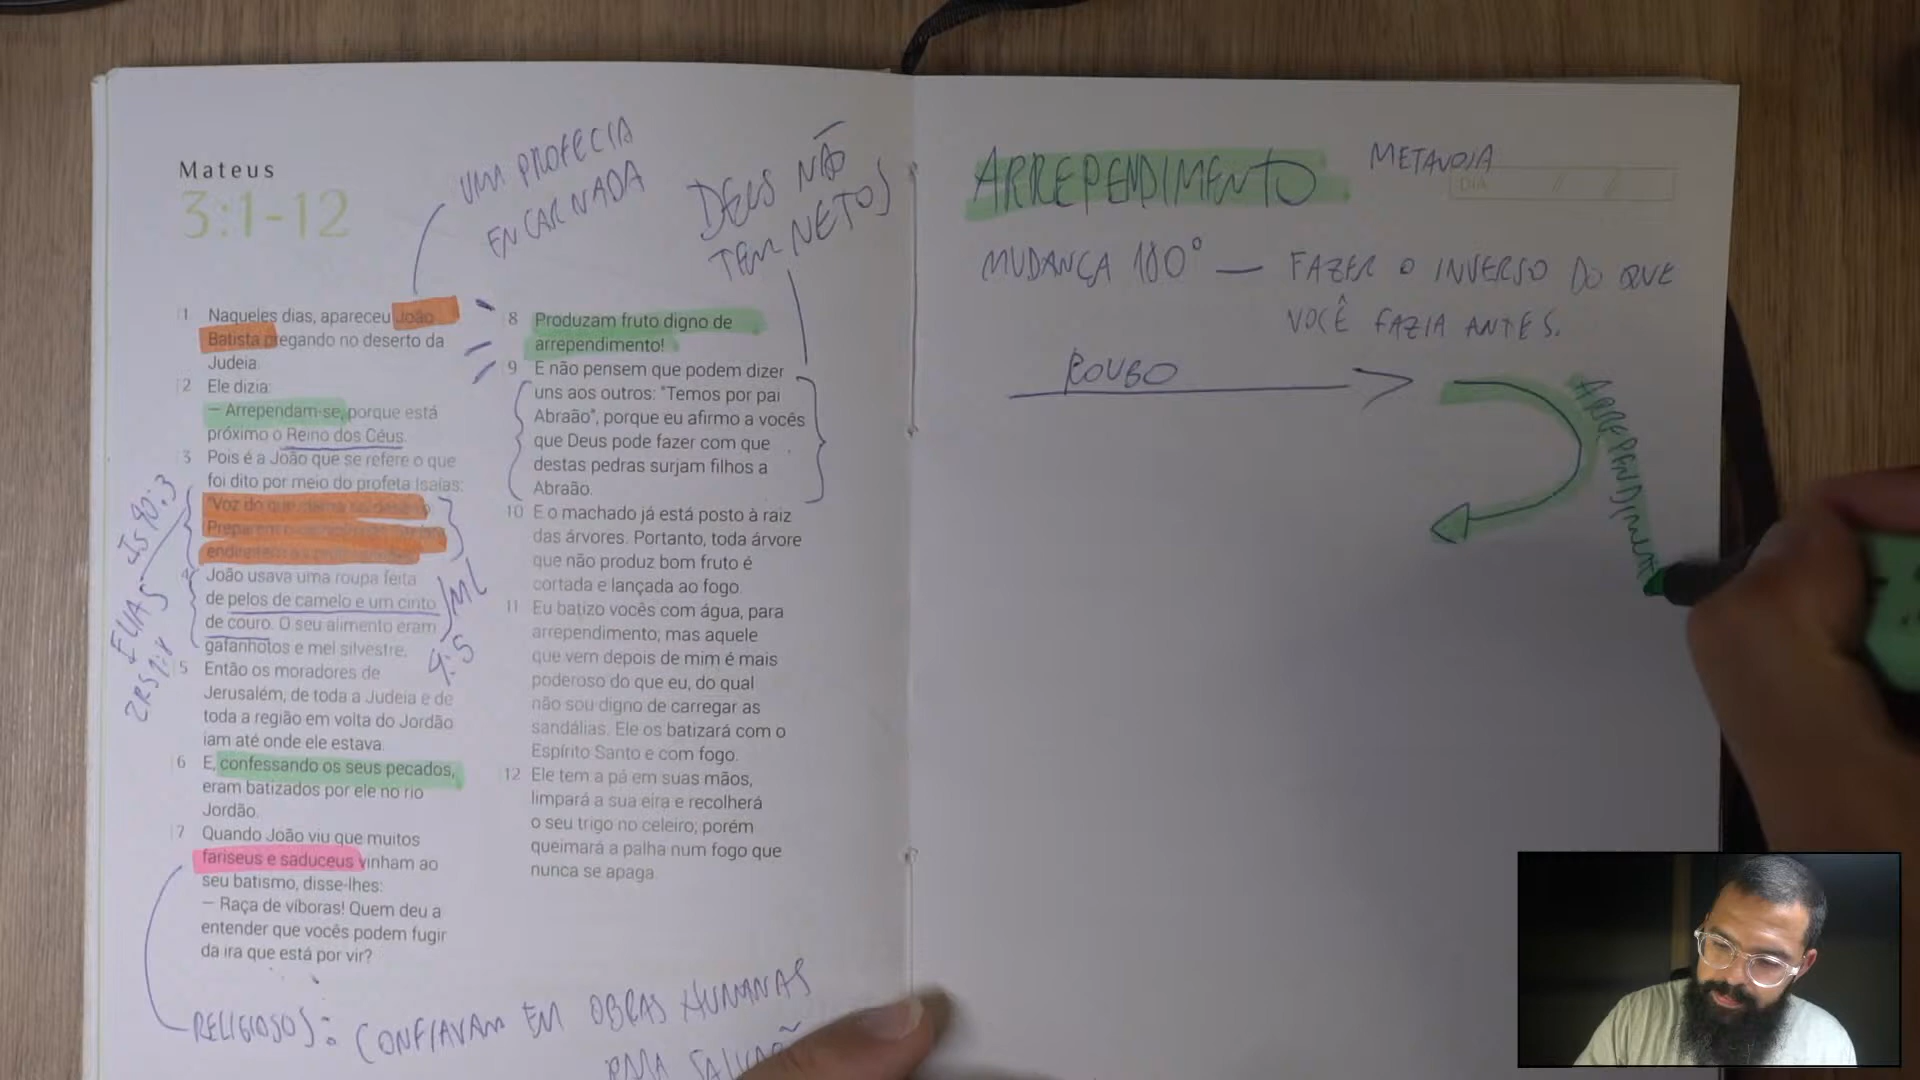 Mateus
3:1-12
UMA PROFECIA
ENCARNADA
DEUS NÃO
TEM NETOS
1 Naqueles dias, apareceu João
Batista pregando no deserto da
Judeia.
2 Ele dizia:
— Arrependam-se, porque está
próximo o Reino dos Céus.
3 Pois é a João que se refere o que
foi dito por meio do profeta Isaías:
"Voz do que clama no deserto:
João usava uma roupa feita
de pelos de camelo e um cinto
de couro. O seu alimento eram
gafanhotos e mel silvestre.
5 Então os moradores de
Jerusalém, de toda a Judeia e de
toda a região em volta do Jordão
iam até onde ele estava.
6 E, confessando os seus pecados,
eram batizados por ele no rio
Jordão.
7 Quando João viu que muitos
fariseus e saduceus vinham ao
seu batismo, disse-lhes:
— Raça de víboras! Quem deu a
entender que vocês podem fugir
da ira que está por vir?
Is 40:3
ELIAS
2RS 1:8
ML
4:5
RELIGIOSOS: CONFIAVAM EM OBRAS HUMANAS
PARA SALVAÇÃO
8 Produzam fruto digno de
arrependimento!
9 E não pensem que podem dizer
uns aos outros: "Temos por pai
Abraão", porque eu afirmo a vocês
que Deus pode fazer com que
destas pedras surjam filhos a
Abraão.
10 E o machado já está posto à raiz
das árvores. Portanto, toda árvore
que não produz bom fruto é
cortada e lançada ao fogo.
11 Eu batizo vocês com água, para
arrependimento; mas aquele
que vem depois de mim é mais
poderoso do que eu, do qual
não sou digno de carregar as
sandálias. Ele os batizará com o
Espírito Santo e com fogo.
12 Ele tem a pá em suas mãos,
limpará a sua eira e recolherá
o seu trigo no celeiro; porém
queimará a palha num fogo que
nunca se apaga.
ARREPENDIMENTO METANOIA
DIA / /
MUDANÇA 180° — FAZER O INVERSO DO QUE
VOCÊ FAZIA ANTES.
ROUBO
ARREPENDIMENT